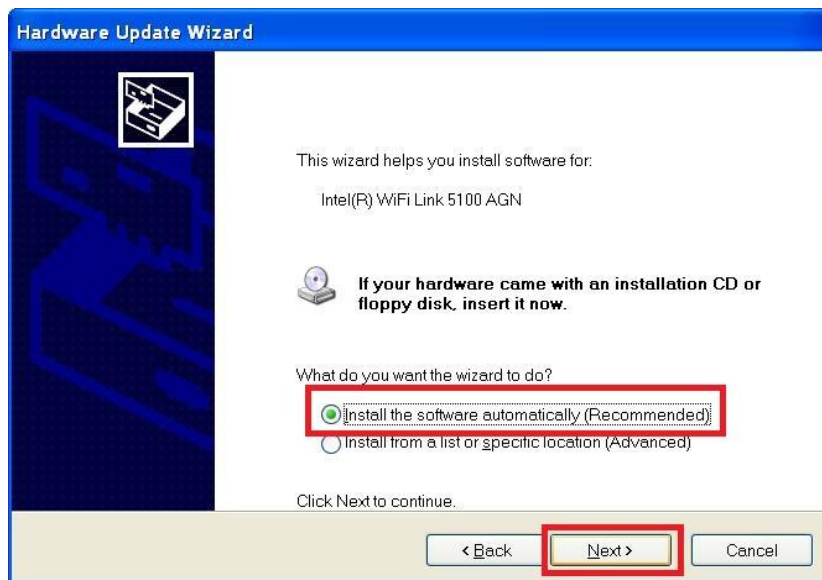 Hardware Update Wizard
This wizard helps you install software for:
Intel(R) WiFi Link 5100 AGN
If your hardware came with an installation CD or
floppy disk, insert it now.
What do you want the wizard to do?
Install the software automatically (Recommended)
Install from a list or specific location (Advanced)
Click Next to continue.
< Back
Next >
Cancel